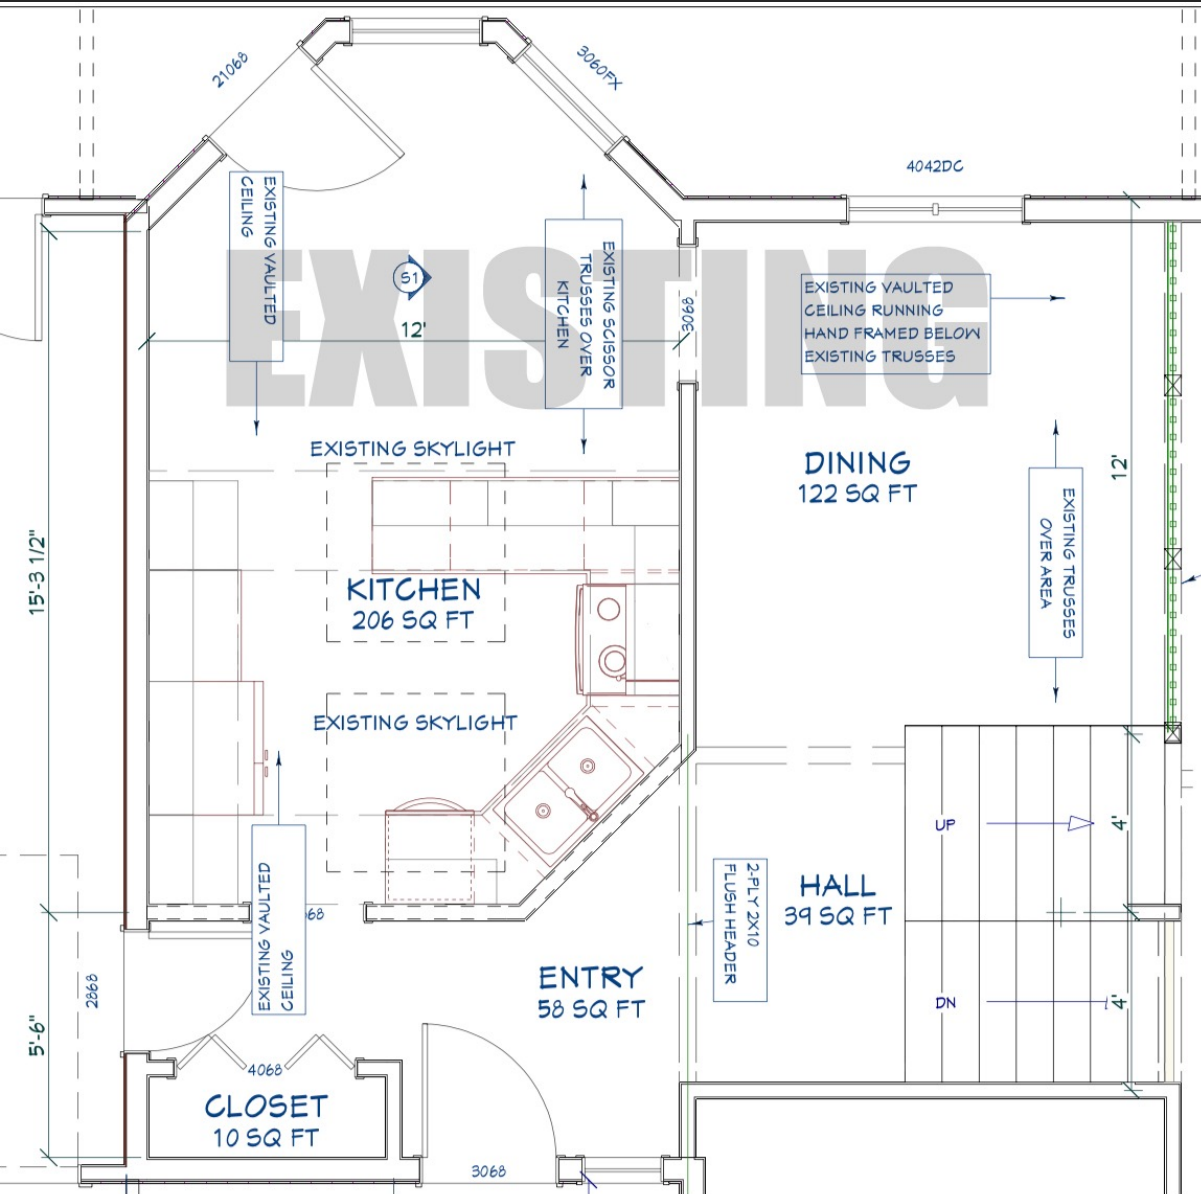 21068
3060FX
4042DC
EXISTING VAULTED
CEILING
S1
EXISTING
12'
EXISTING SCISSOR
TRUSSES OVER
KITCHEN
3068
EXISTING VAULTED
CEILING RUNNING
HAND FRAMED BELOW
EXISTING TRUSSES
EXISTING SKYLIGHT
DINING
122 SQ FT
12'
EXISTING TRUSSES
OVER AREA
15'-3 1/2"
KITCHEN
206 SQ FT
EXISTING SKYLIGHT
UP
4'
HALL
39 SQ FT
2-PLY 2X10
FLUSH HEADER
EXISTING VAULTED
CEILING
68
ENTRY
58 SQ FT
2868
DN
4'
5'-6"
4068
CLOSET
10 SQ FT
3068